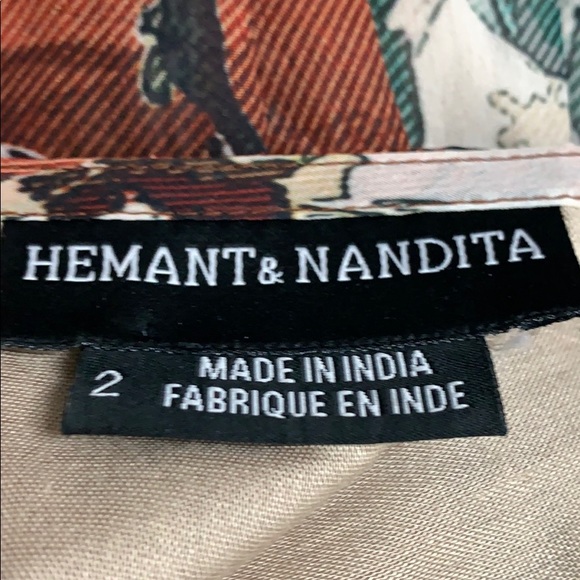 HEMANT & NANDITA
2
MADE IN INDIA
FABRIQUE EN INDE